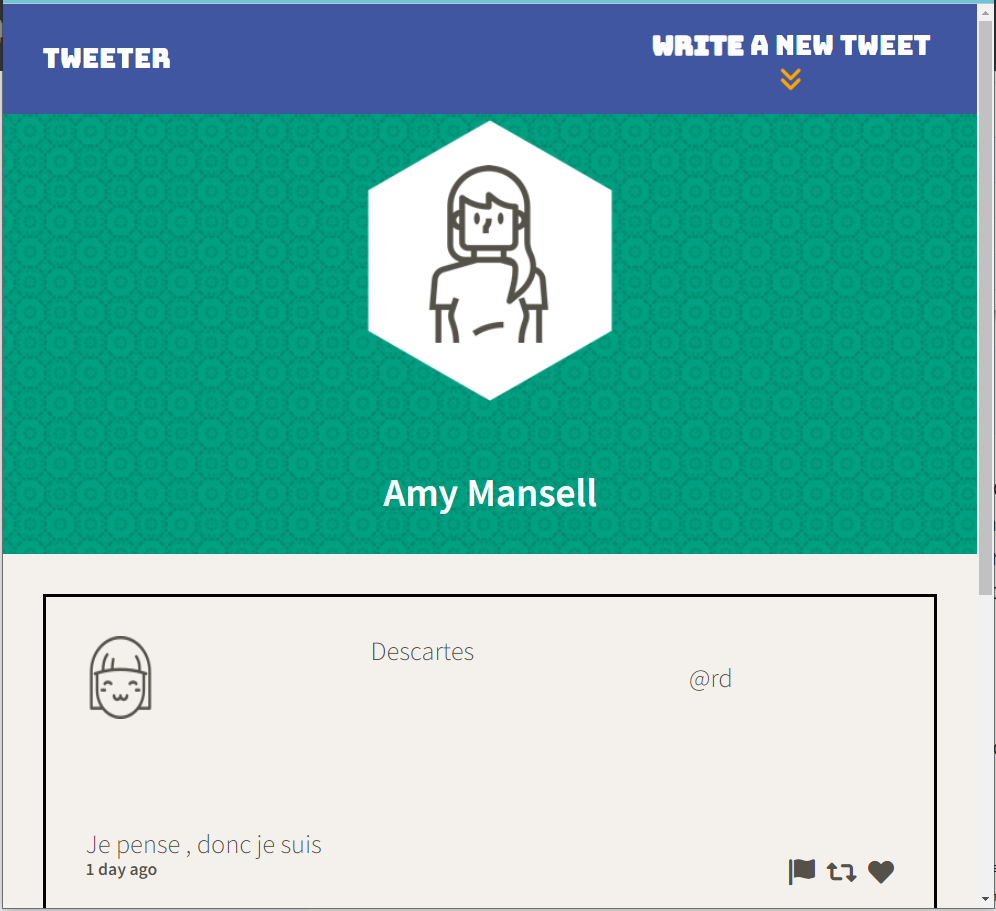 TWEETER
WRITE A NEW TWEET
Amy Mansell
Descartes
@rd
Je pense , donc je suis
1 day ago